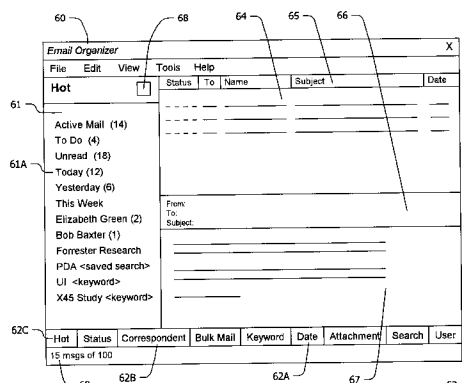 60
68
64
65
66
Email Organizer X
File Edit View Tools Help
Hot
Status To Name Subject Date
61
Active Mail (14)
To Do (4)
Unread (18)
61A
Today (12)
Yesterday (6)
This Week
Elizabeth Green (2)
Bob Baxter (1)
Forrester Research
PDA <saved search>
UI <keyword>
X45 Study <keyword>
From:
To:
Subject:
62C
Hot Status Correspondent Bulk Mail Keyword Date Attachment Search User
15 msgs of 100
62B
62A
67